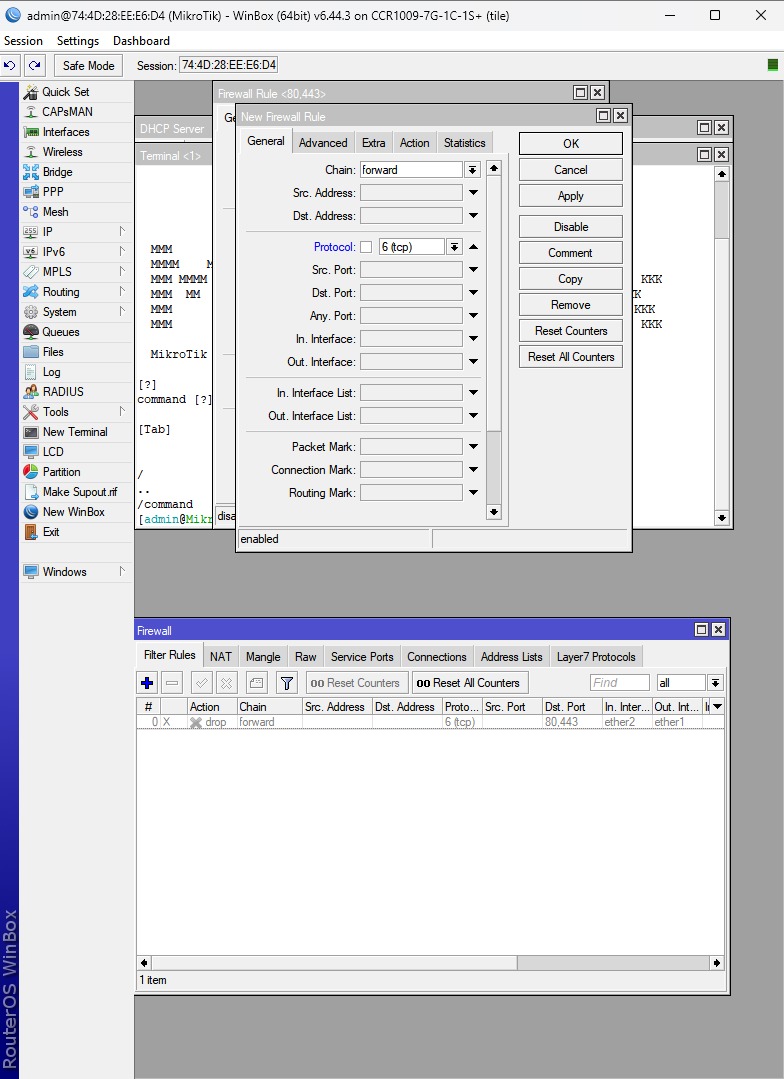 admin@74:4D:28:EE:E6:D4 (MikroTik) - WinBox (64bit) v6.44.3 on CCR1009-7G-1C-1S+ (tile)
Session Settings Dashboard
Safe Mode Session: 74:4D:28:EE:E6:D4
Quick Set
CAPsMAN
Interfaces
Wireless
Bridge
PPP
Mesh
IP
IPv6
MPLS
Routing
System
Queues
Files
Log
RADIUS
Tools
New Terminal
LCD
Partition
Make Supout.rif
New WinBox
Exit
Windows
RouterOS WinBox
DHCP Server
Terminal <1>
MMM
MMMM M
MMM MMMM KKK
MMM MM K
MMM KKK
MMM KKK
MikroTik
[?]
command [?]
[Tab]
/
..
/command
[admin@Mikr
Firewall Rule <80,443>
Ge
disa
New Firewall Rule
General Advanced Extra Action Statistics
Chain: forward
Src. Address:
Dst. Address:
Protocol: 6 (tcp)
Src. Port:
Dst. Port:
Any. Port:
In. Interface:
Out. Interface:
In. Interface List:
Out. Interface List:
Packet Mark:
Connection Mark:
Routing Mark:
OK
Cancel
Apply
Disable
Comment
Copy
Remove
Reset Counters
Reset All Counters
enabled
Firewall
Filter Rules NAT Mangle Raw Service Ports Connections Address Lists Layer7 Protocols
00 Reset Counters 00 Reset All Counters Find all
# Action Chain Src. Address Dst. Address Proto... Src. Port Dst. Port In. Inter... Out. Int... I
0 X drop forward 6 (tcp) 80,443 ether2 ether1
1 item